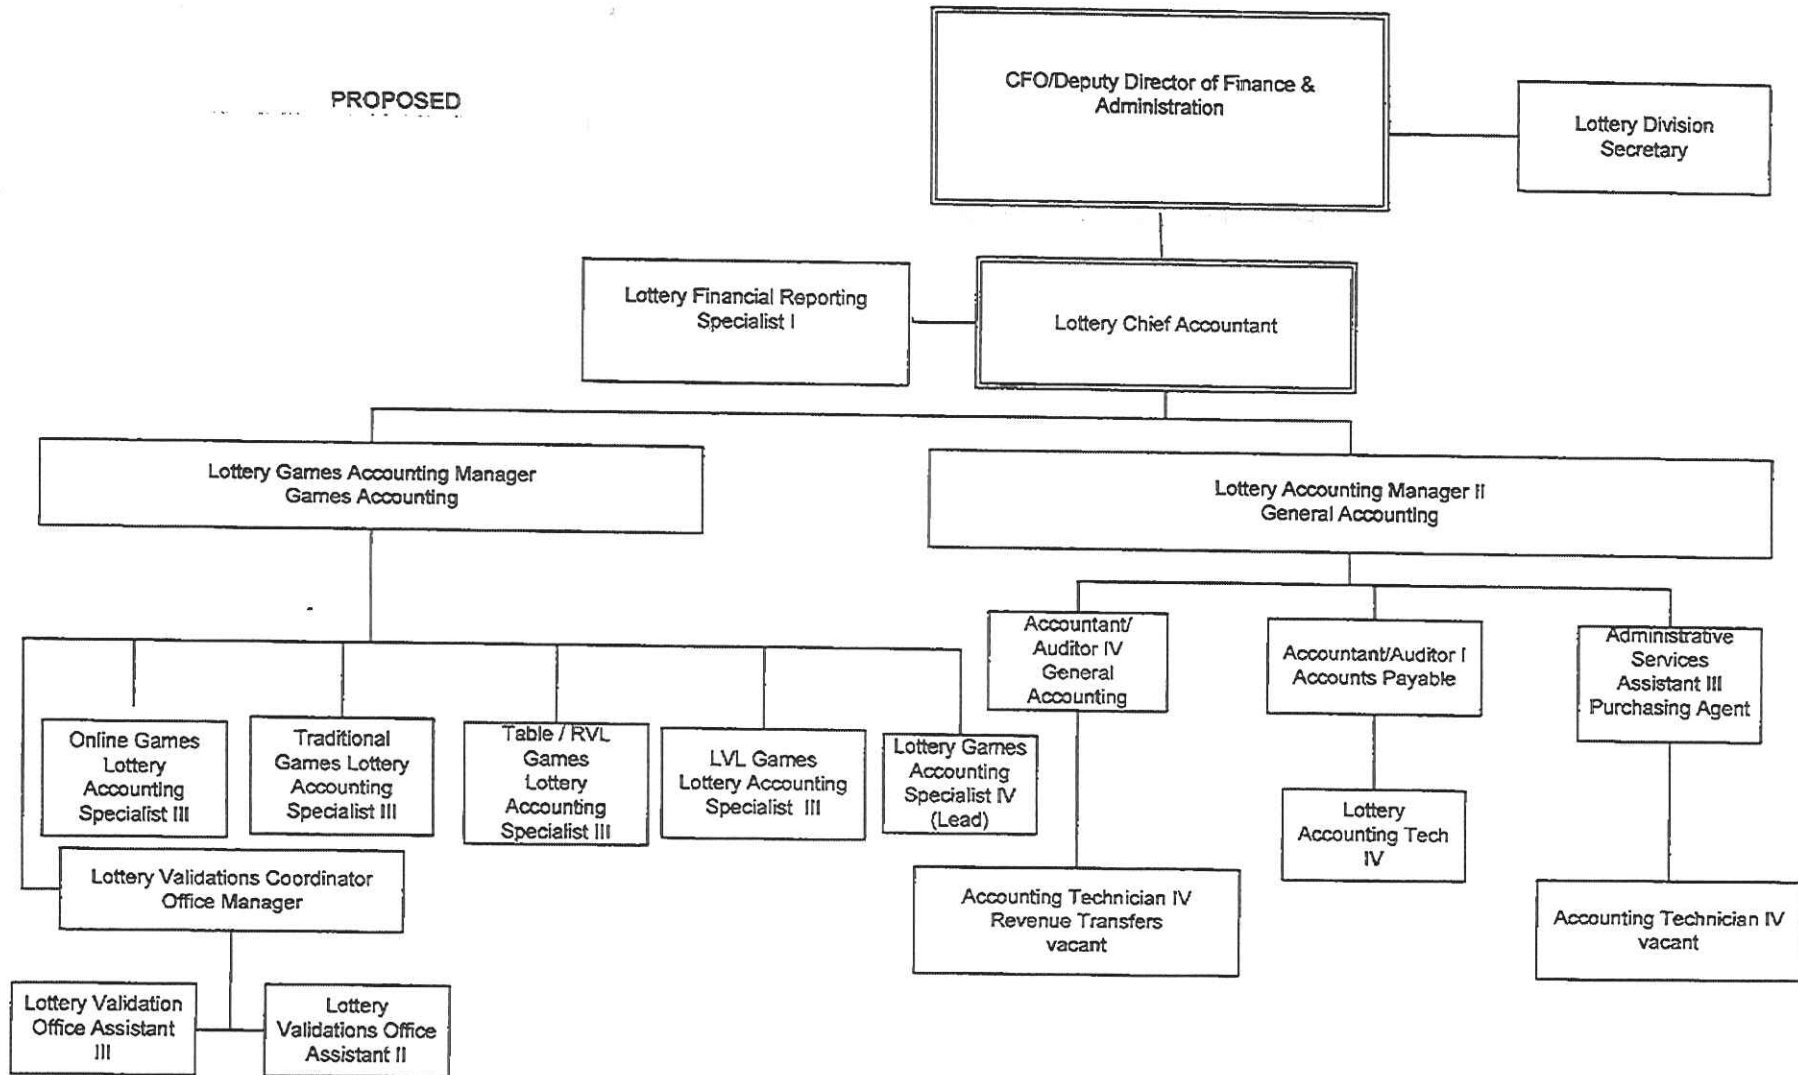 PROPOSED
CFO/Deputy Director of Finance &
Administration
Lottery Division
Secretary
Lottery Financial Reporting
Specialist I
Lottery Chief Accountant
Lottery Games Accounting Manager
Games Accounting
Lottery Accounting Manager II
General Accounting
Accountant/
Auditor IV
General
Accounting
Accountant/Auditor I
Accounts Payable
Administrative
Services
Assistant III
Purchasing Agent
Online Games
Lottery
Accounting
Specialist III
Traditional
Games Lottery
Accounting
Specialist III
Table / RVL
Games
Lottery
Accounting
Specialist III
LVL Games
Lottery Accounting
Specialist III
Lottery Games
Accounting
Specialist IV
(Lead)
Lottery
Accounting Tech
IV
Lottery Validations Coordinator
Office Manager
Accounting Technician IV
Revenue Transfers
vacant
Accounting Technician IV
vacant
Lottery Validation
Office Assistant
III
Lottery
Validations Office
Assistant II